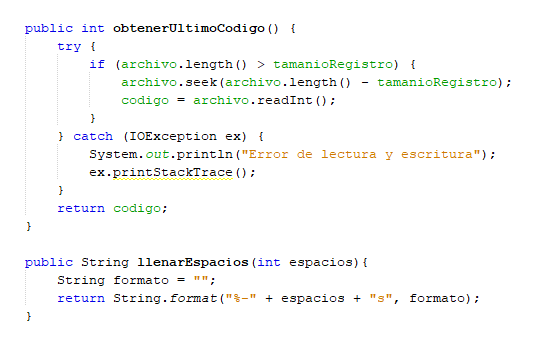 public int obtenerUltimoCodigo() {
    try {
        if (archivo.length() > tamanioRegistro) {
            archivo.seek(archivo.length() - tamanioRegistro);
            codigo = archivo.readInt();
        }
    } catch (IOException ex) {
        System.out.println("Error de lectura y escritura");
        ex.printStackTrace();
    }
    return codigo;
}

public String llenarEspacios(int espacios){
    String formato = "";
    return String.format("%-" + espacios + "s", formato);
}